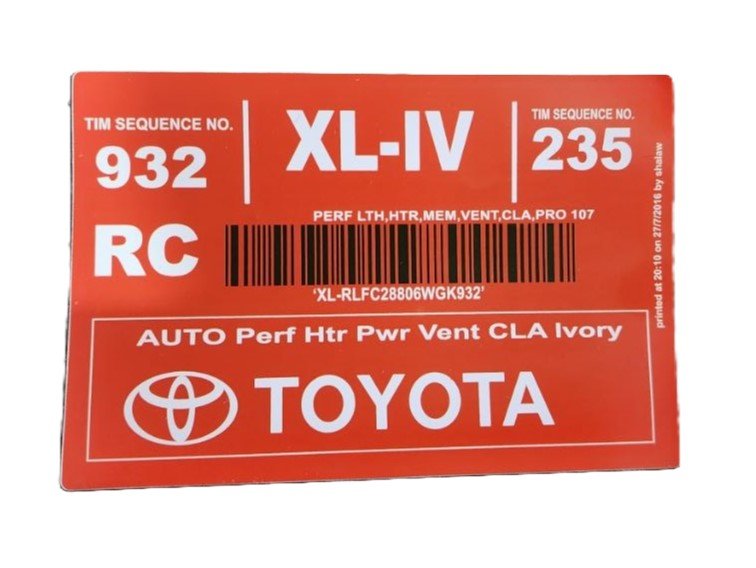 TIM SEQUENCE NO.
932
XL-IV
TIM SEQUENCE NO.
235
RC
PERF LTH,HTR,MEM,VENT,CLA,PRO 107
'XL-RLFC28806WGK932'
printed at 20:10 on 27/7/2016 by shalaw
AUTO Perf Htr Pwr Vent CLA Ivory
TOYOTA